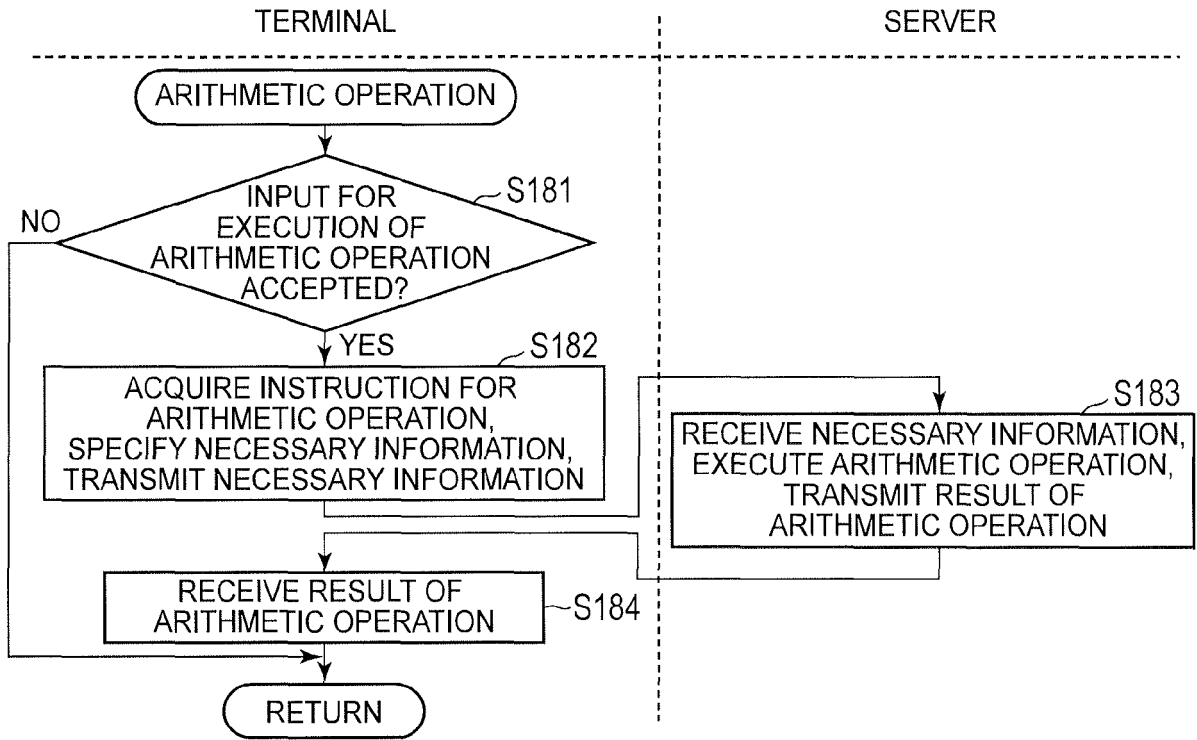 TERMINAL
SERVER
ARITHMETIC OPERATION
S181
INPUT FOR
EXECUTION OF
ARITHMETIC OPERATION
ACCEPTED?
NO
YES
S182
ACQUIRE INSTRUCTION FOR
ARITHMETIC OPERATION,
SPECIFY NECESSARY INFORMATION,
TRANSMIT NECESSARY INFORMATION
S183
RECEIVE NECESSARY INFORMATION,
EXECUTE ARITHMETIC OPERATION,
TRANSMIT RESULT OF
ARITHMETIC OPERATION
RECEIVE RESULT OF
ARITHMETIC OPERATION
S184
RETURN